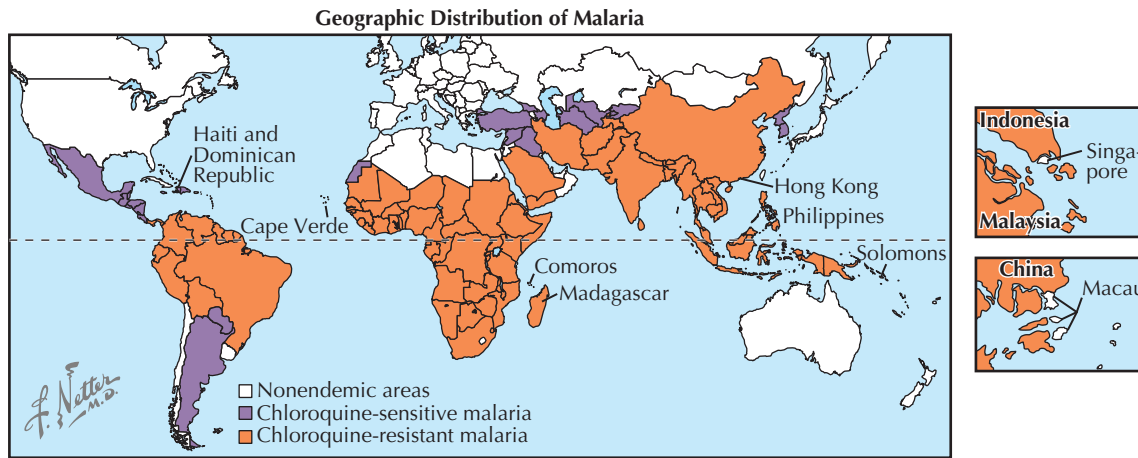 Geographic Distribution of Malaria
Haiti and
Dominican
Republic
Cape Verde
Comoros
Madagascar
Hong Kong
Philippines
Solomons
Nonendemic areas
Chloroquine-sensitive malaria
Chloroquine-resistant malaria
f. Netter
M.D.
Indonesia
Singa-
pore
Malaysia
China
Macau